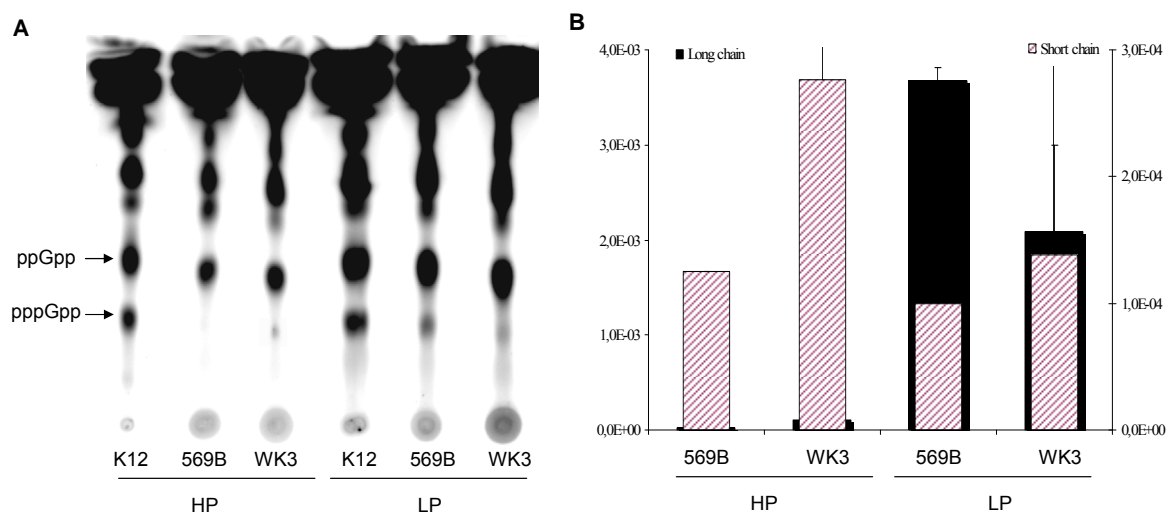 A
ppGpp
pppGpp
K12 569B WK3 K12 569B WK3
HP LP
B
4,0E-03 Long chain Short chain 3,0E-04
3,0E-03
2,0E-04
2,0E-03
1,0E-04
1,0E-03
0,0E+00 0,0E+00
569B WK3 569B WK3
HP LP